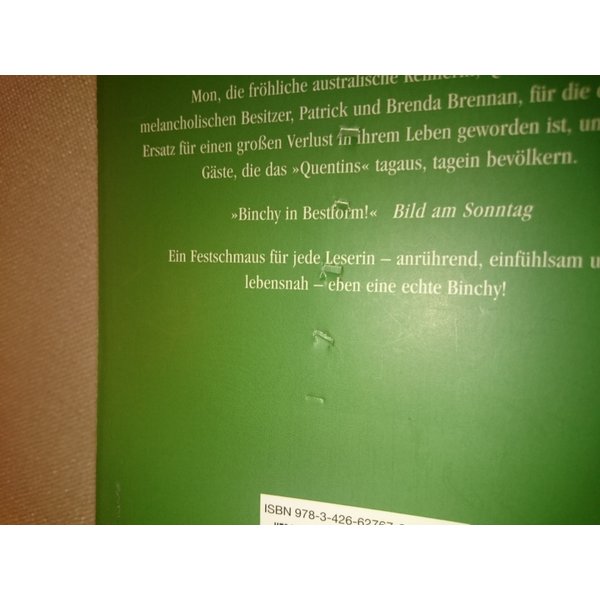 Mon, die fröhliche australische
melancholischen Besitzer, Patrick und Brenda Brennan, für die
Ersatz für einen großen Verlust in ihrem Leben geworden ist,
Gäste, die das »Quentins« tagaus, tagein bevölkern.
»Binchy in Bestform!« Bild am Sonntag
Ein Festschmaus für jede Leserin – anrührend, einfühlsam
lebensnah – eben eine echte Binchy!
ISBN 978-3-426-62767-